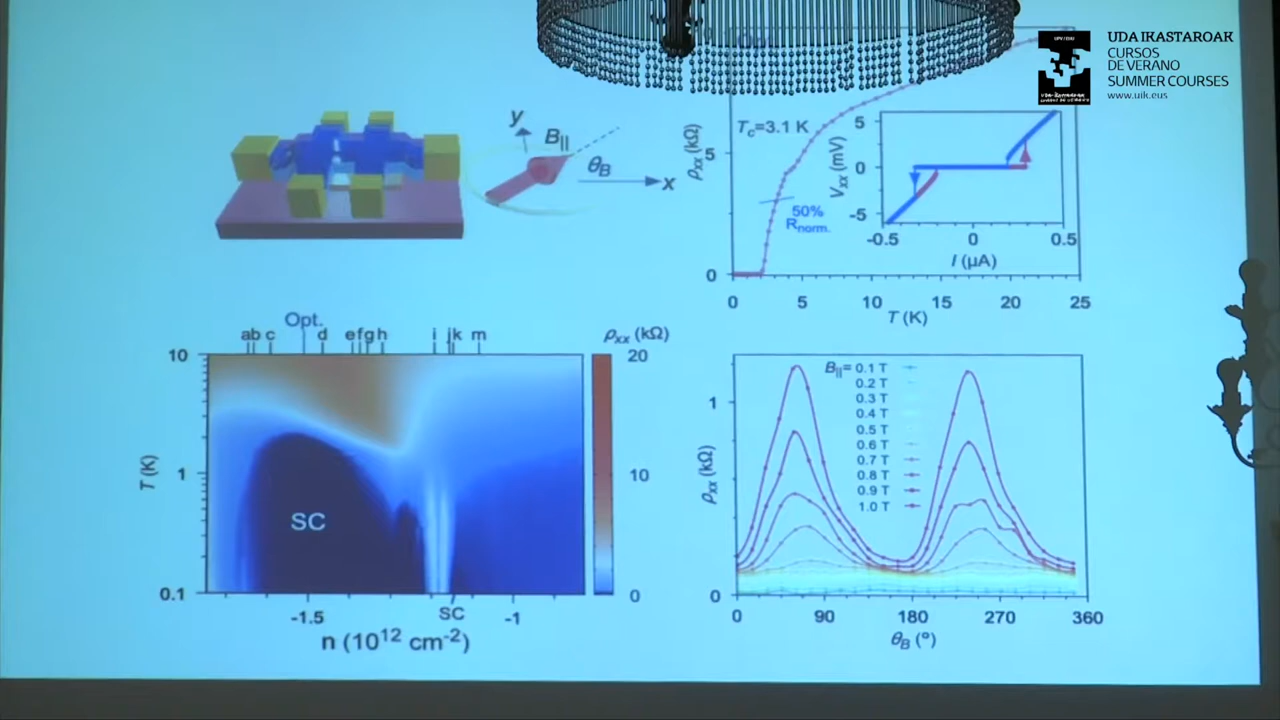 UPV / EHU
UDA IKASTAROAK
CURSOS
DE VERANO
SUMMER COURSES
www.uik.eus
y
B||
θB
x
ρxx (kΩ)
5
0
Tc=3.1 K
50%
Rnorm.
Vxx (mV)
5
0
-5
-0.5
0
0.5
I (μA)
0
5
10
15
20
25
T (K)
Opt.
ab c d efgh i jk m
ρxx (kΩ)
20
10
0
10
1
0.1
T (K)
SC
SC
-1.5
-1
n (10¹² cm⁻²)
B||= 0.1 T
0.2 T
0.3 T
0.4 T
0.5 T
0.6 T
0.7 T
0.8 T
0.9 T
1.0 T
ρxx (kΩ)
1
0
0
90
180
270
360
θB (°)